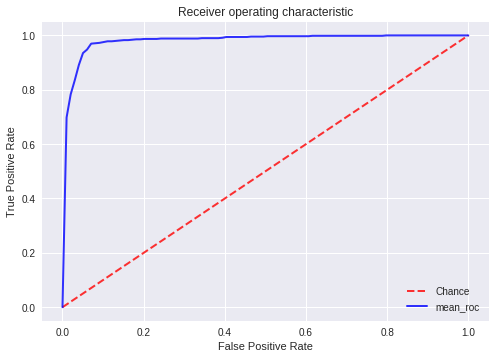 Receiver operating characteristic
True Positive Rate
1.0
0.8
0.6
0.4
0.2
0.0
Chance
mean_roc
0.0 0.2 0.4 0.6 0.8 1.0
False Positive Rate